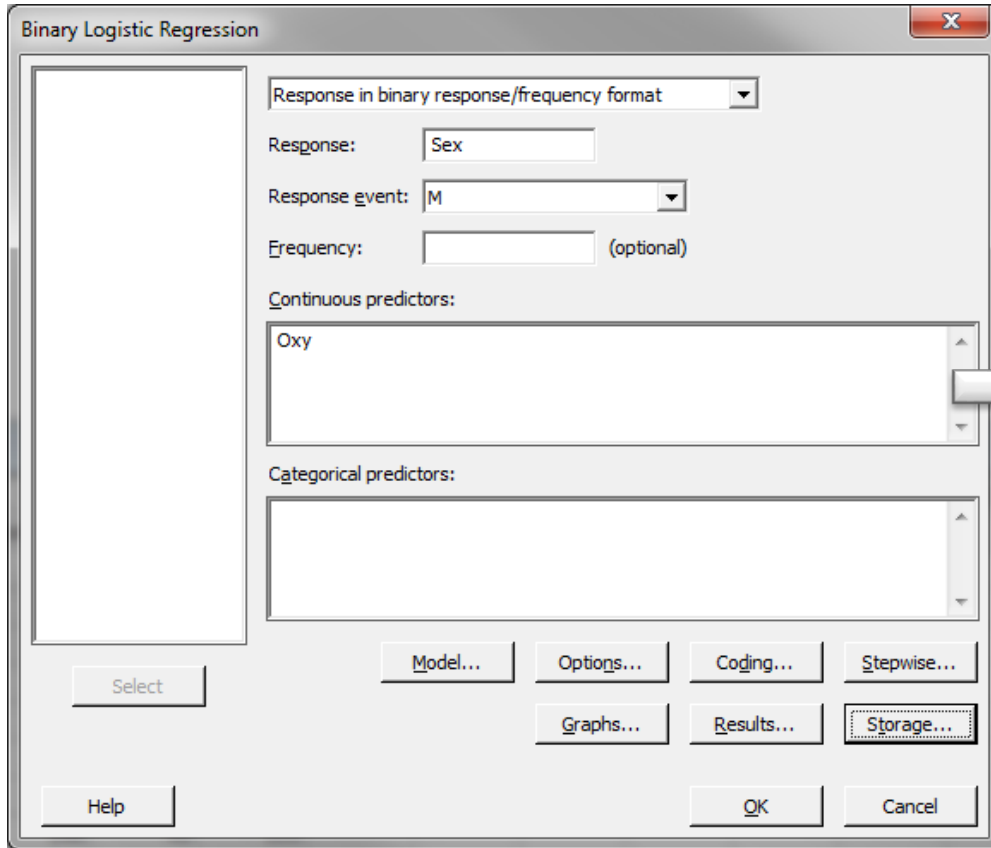 Binary Logistic Regression
Response in binary response/frequency format
Response: Sex
Response event: M
Frequency: (optional)
Continuous predictors:
Oxy
Categorical predictors:
Model... Options... Coding... Stepwise...
Select
Graphs... Results... Storage...
Help OK Cancel